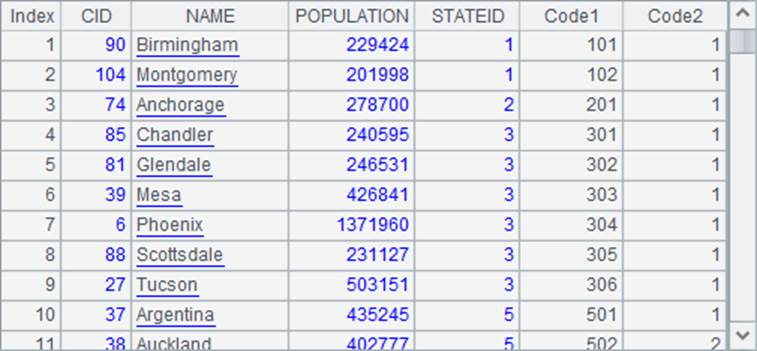 Index CID NAME POPULATION STATEID Code1 Code2
1 90 Birmingham 229424 1 101 1
2 104 Montgomery 201998 1 102 1
3 74 Anchorage 278700 2 201 1
4 85 Chandler 240595 3 301 1
5 81 Glendale 246531 3 302 1
6 39 Mesa 426841 3 303 1
7 6 Phoenix 1371960 3 304 1
8 88 Scottsdale 231127 3 305 1
9 27 Tucson 503151 3 306 1
10 37 Argentina 435245 5 501 1
11 38 Auckland 402777 5 502 2